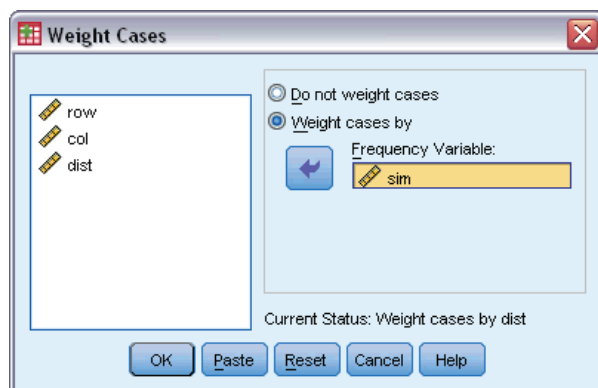 Weight Cases
row
col
dist
Do not weight cases
Weight cases by
Frequency Variable:
sim
Current Status: Weight cases by dist
OK Paste Reset Cancel Help